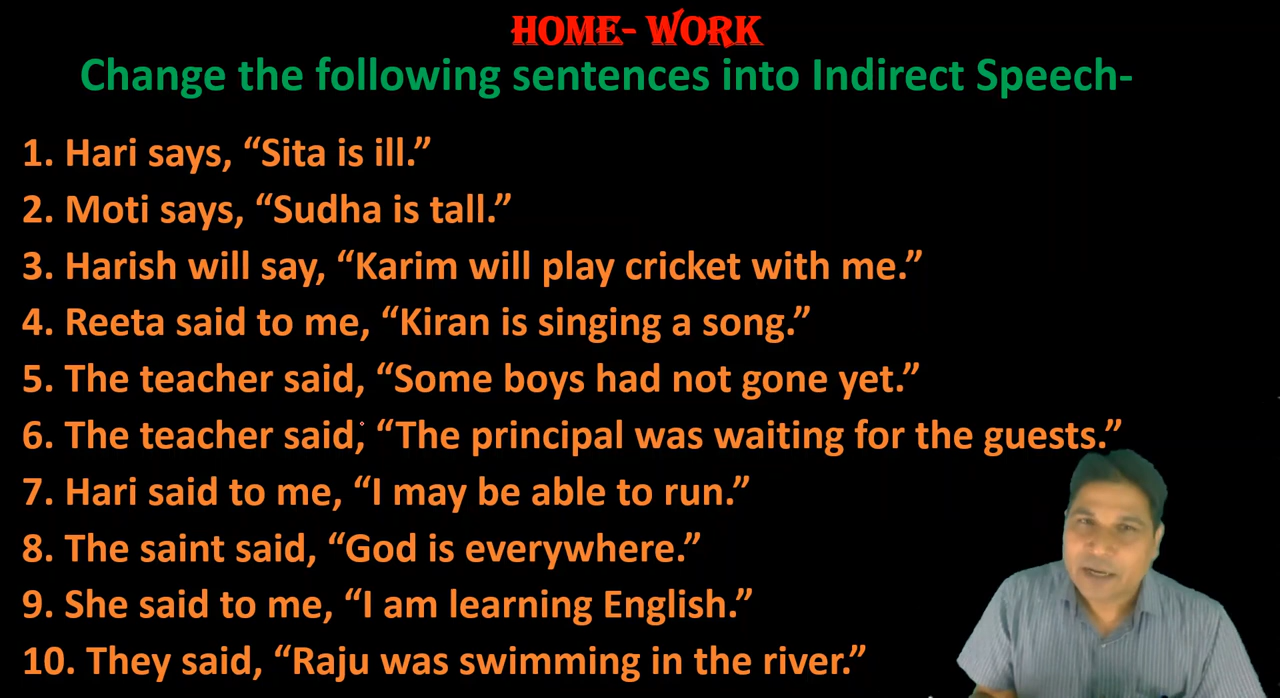 HOME- WORK
Change the following sentences into Indirect Speech-
1. Hari says, “Sita is ill.”
2. Moti says, “Sudha is tall.”
3. Harish will say, “Karim will play cricket with me.”
4. Reeta said to me, “Kiran is singing a song.”
5. The teacher said, “Some boys had not gone yet.”
6. The teacher said, “The principal was waiting for the guests.”
7. Hari said to me, “I may be able to run.”
8. The saint said, “God is everywhere.”
9. She said to me, “I am learning English.”
10. They said, “Raju was swimming in the river.”